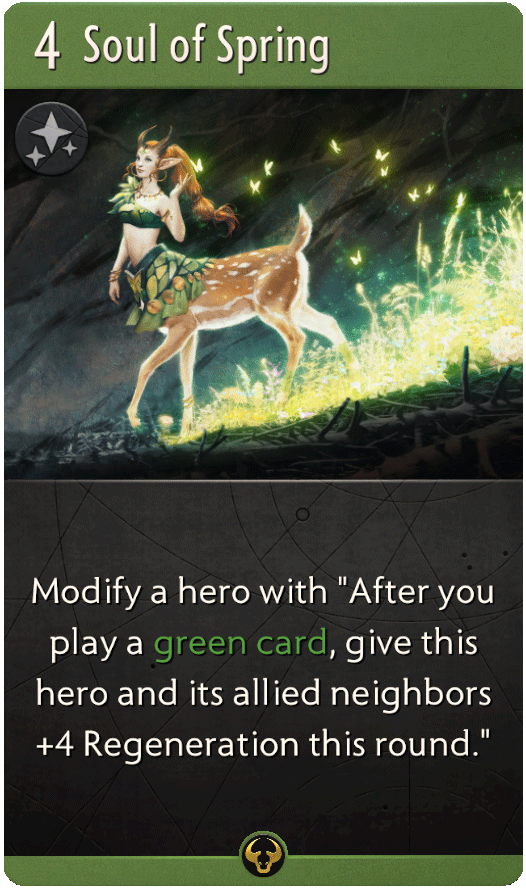 4 Soul of Spring
Modify a hero with "After you
play a green card, give this
hero and its allied neighbors
+4 Regeneration this round."